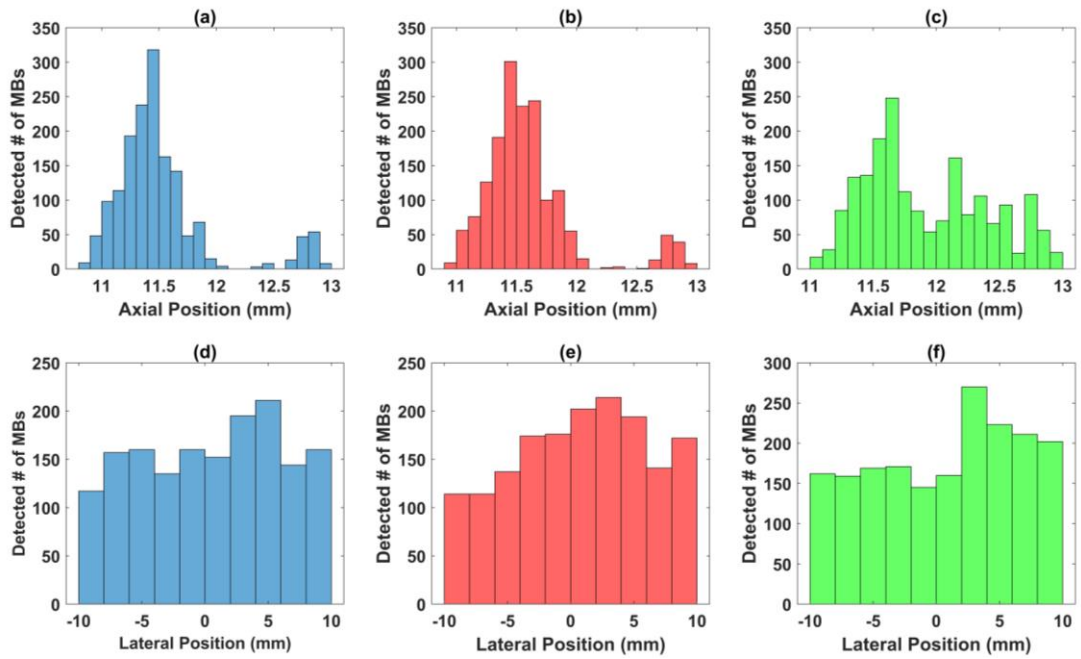 (a)
350
300
250
200
150
100
50
0
Detected # of MBs
11 11.5 12 12.5 13
Axial Position (mm)
(b)
350
300
250
200
150
100
50
0
Detected # of MBs
11 11.5 12 12.5 13
Axial Position (mm)
(c)
350
300
250
200
150
100
50
0
Detected # of MBs
11 11.5 12 12.5 13
Axial Position (mm)
(d)
250
200
150
100
50
0
Detected # of MBs
-10 -5 0 5 10
Lateral Position (mm)
(e)
250
200
150
100
50
0
Detected # of MBs
-10 -5 0 5 10
Lateral Position (mm)
(f)
300
250
200
150
100
50
0
Detected # of MBs
-10 -5 0 5 10
Lateral Position (mm)